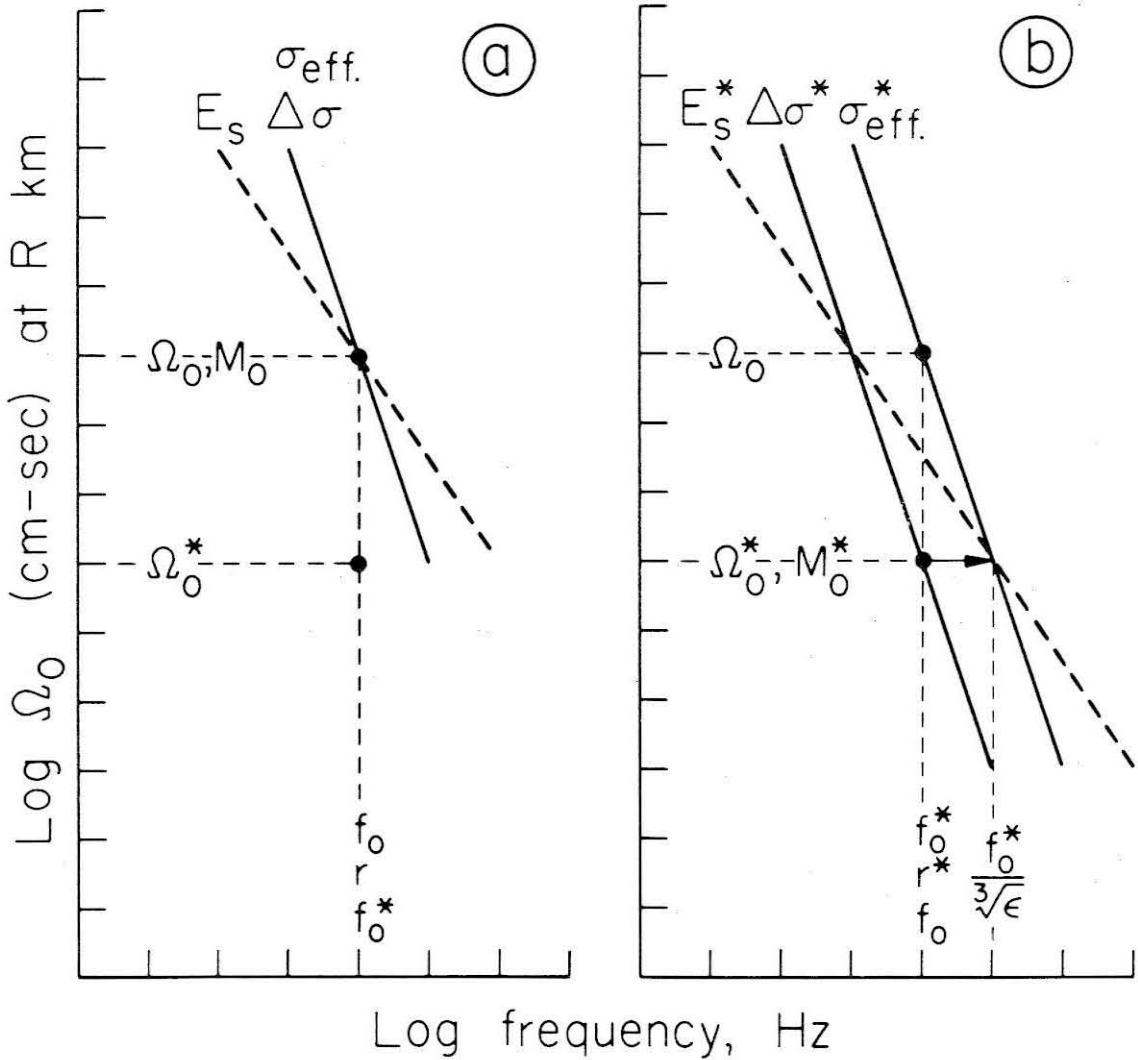 Log Ω₀ (cm-sec) at R km
a
σeff.
Es Δσ
Ω₀,M₀
Ω₀*
f₀
r
f₀*
b
Es* Δσ* σeff.*
Ω₀
Ω₀*,M₀*
f₀*
r*
f₀
f₀*/∛ϵ
Log frequency, Hz